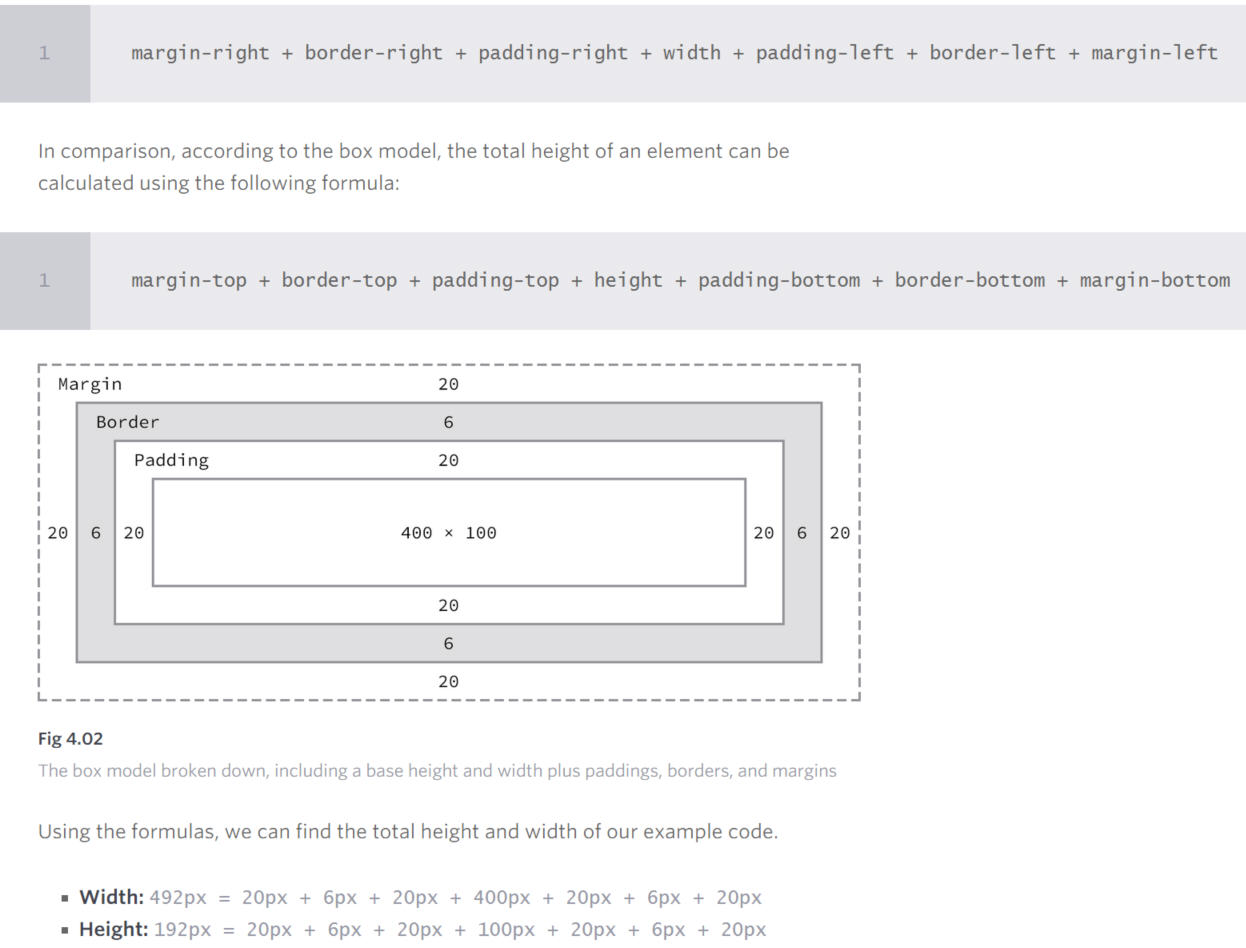 1 margin-right + border-right + padding-right + width + padding-left + border-left + margin-left
In comparison, according to the box model, the total height of an element can be
calculated using the following formula:
1 margin-top + border-top + padding-top + height + padding-bottom + border-bottom + margin-bottom
Margin 20
Border 6
Padding 20
20 6 20 400 × 100 20 6 20
20
6
20
Fig 4.02
The box model broken down, including a base height and width plus paddings, borders, and margins
Using the formulas, we can find the total height and width of our example code.
▪ Width: 492px = 20px + 6px + 20px + 400px + 20px + 6px + 20px
▪ Height: 192px = 20px + 6px + 20px + 100px + 20px + 6px + 20px